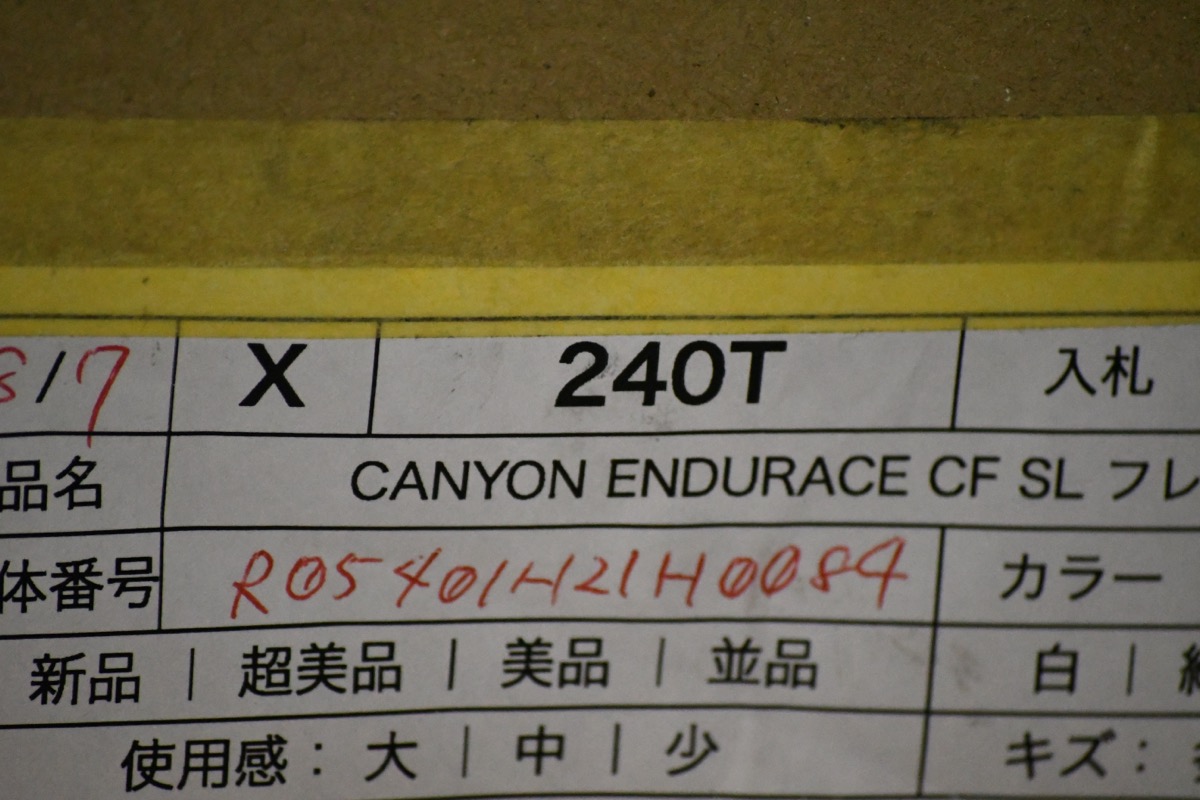 8/7 X 240T 入札
品名 CANYON ENDURACE CF SL フレ
体番号 R05401H21H0084 カラー
新品 | 超美品 | 美品 | 並品 白 |
使用感：大 | 中 | 少 キズ：